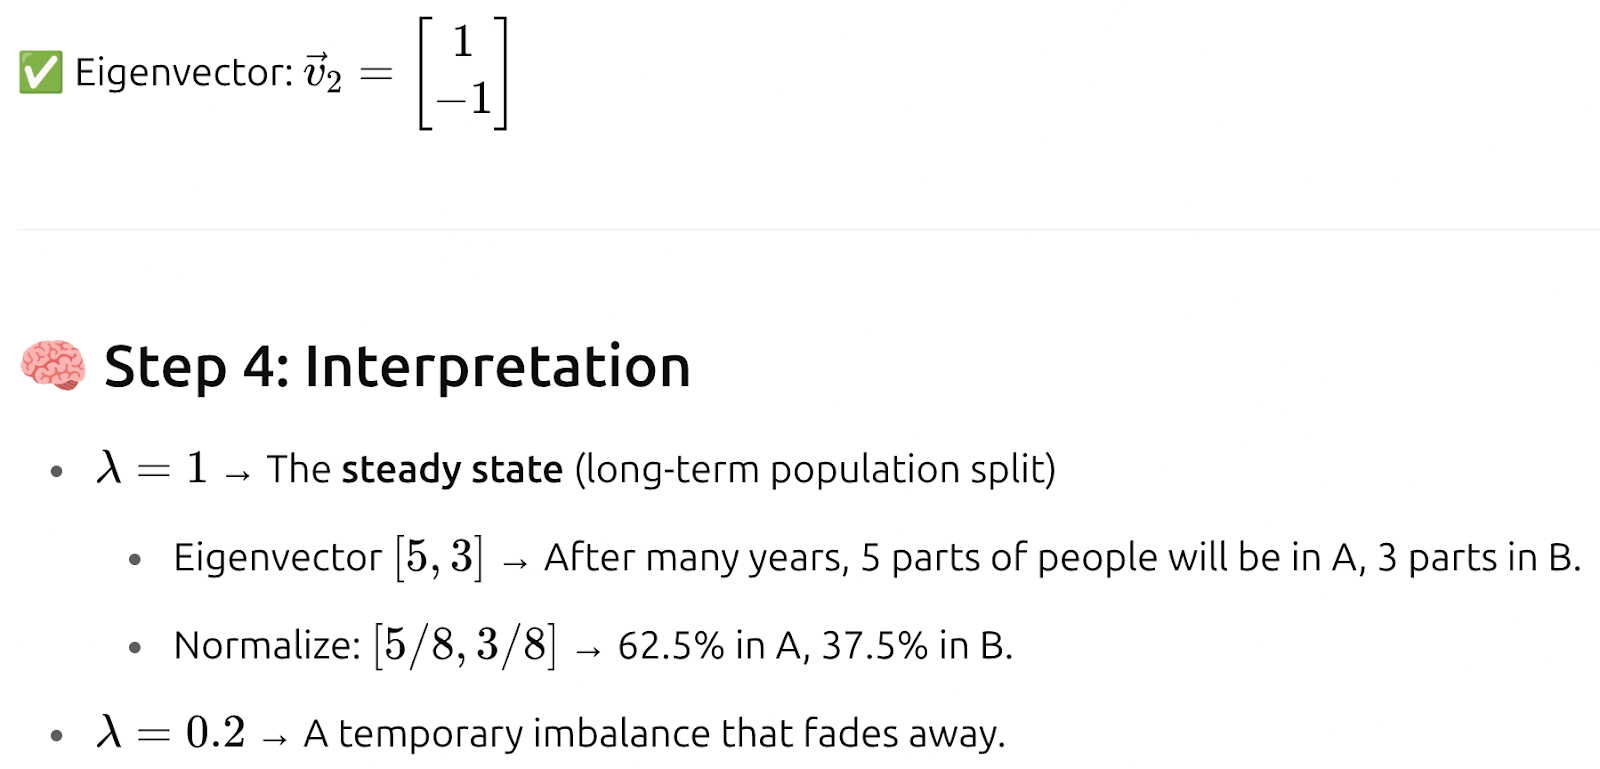 ✅ Eigenvector: $\vec{v}_2 = \begin{bmatrix} 1 \\ -1 \end{bmatrix}$
🧠 Step 4: Interpretation
• λ = 1 → The steady state (long-term population split)
• Eigenvector [5, 3] → After many years, 5 parts of people will be in A, 3 parts in B.
• Normalize: [5/8, 3/8] → 62.5% in A, 37.5% in B.
• λ = 0.2 → A temporary imbalance that fades away.